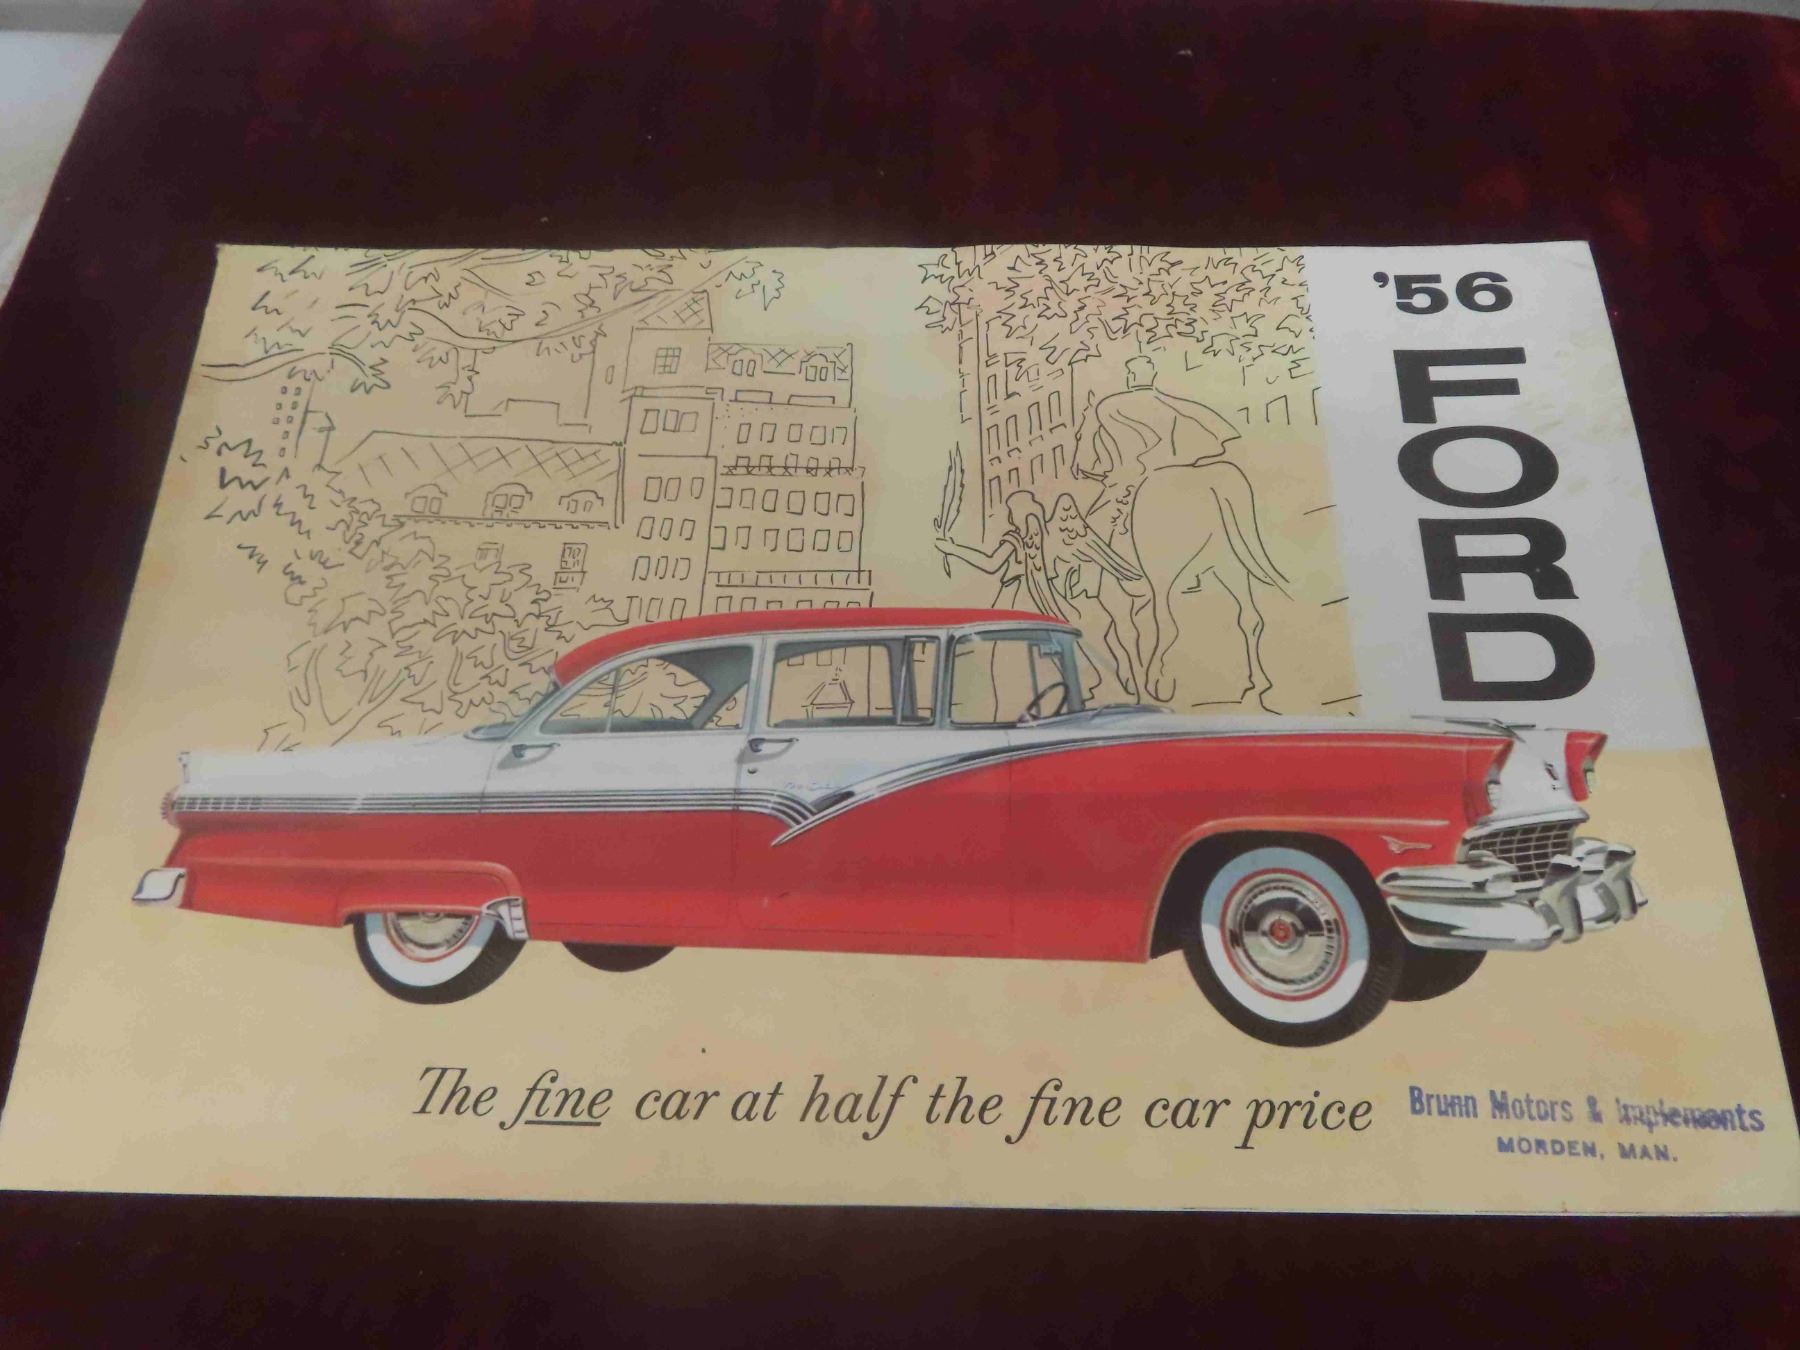 '56
FORD
The fine car at half the fine car price
Brunn Motors & Implements
MORDEN, MAN.